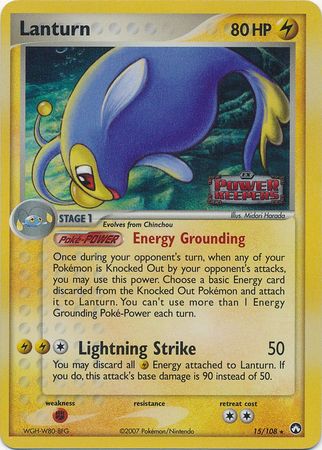 Lanturn 80 HP
EX
POWER
KEEPERS
Illus. Midori Harada
STAGE 1
Evolves from Chinchou
Poké-POWER Energy Grounding
Once during your opponent's turn, when any of your
Pokémon is Knocked Out by your opponent's attacks,
you may use this power. Choose a basic Energy card
discarded from the Knocked Out Pokémon and attach
it to Lanturn. You can't use more than 1 Energy
Grounding Poké-Power each turn.
Lightning Strike 50
You may discard all Energy attached to Lanturn. If
you do, this attack's base damage is 90 instead of 50.
weakness resistance retreat cost
WGH-W80-BFG ©2007 Pokémon/Nintendo 15/108 ★